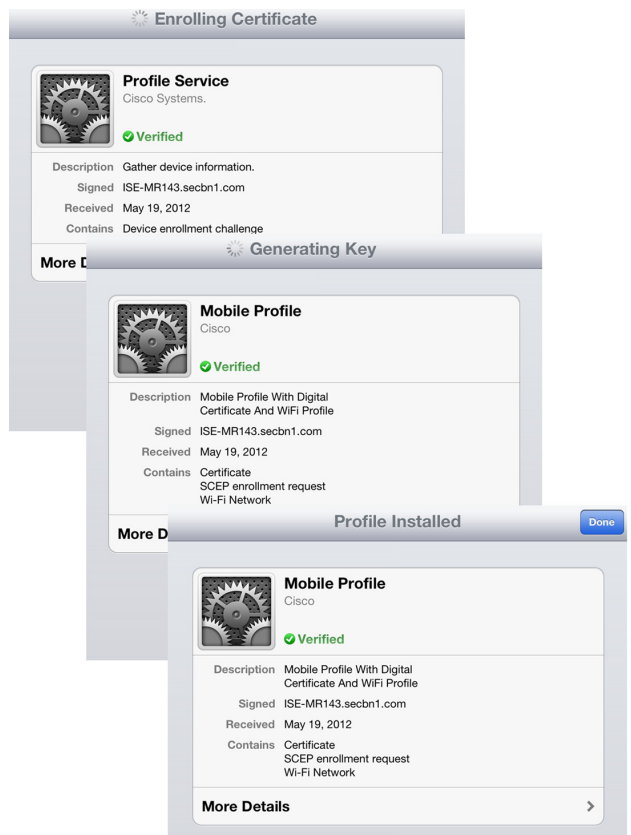 Enrolling Certificate
Profile Service
Cisco Systems.
Verified
Description Gather device information.
Signed ISE-MR143.secbn1.com
Received May 19, 2012
Contains Device enrollment challenge
More D
Generating Key
Mobile Profile
Cisco
Verified
Description Mobile Profile With Digital
Certificate And WiFi Profile
Signed ISE-MR143.secbn1.com
Received May 19, 2012
Contains Certificate
SCEP enrollment request
Wi-Fi Network
More D
Profile Installed
Done
Mobile Profile
Cisco
Verified
Description Mobile Profile With Digital
Certificate And WiFi Profile
Signed ISE-MR143.secbn1.com
Received May 19, 2012
Contains Certificate
SCEP enrollment request
Wi-Fi Network
More Details